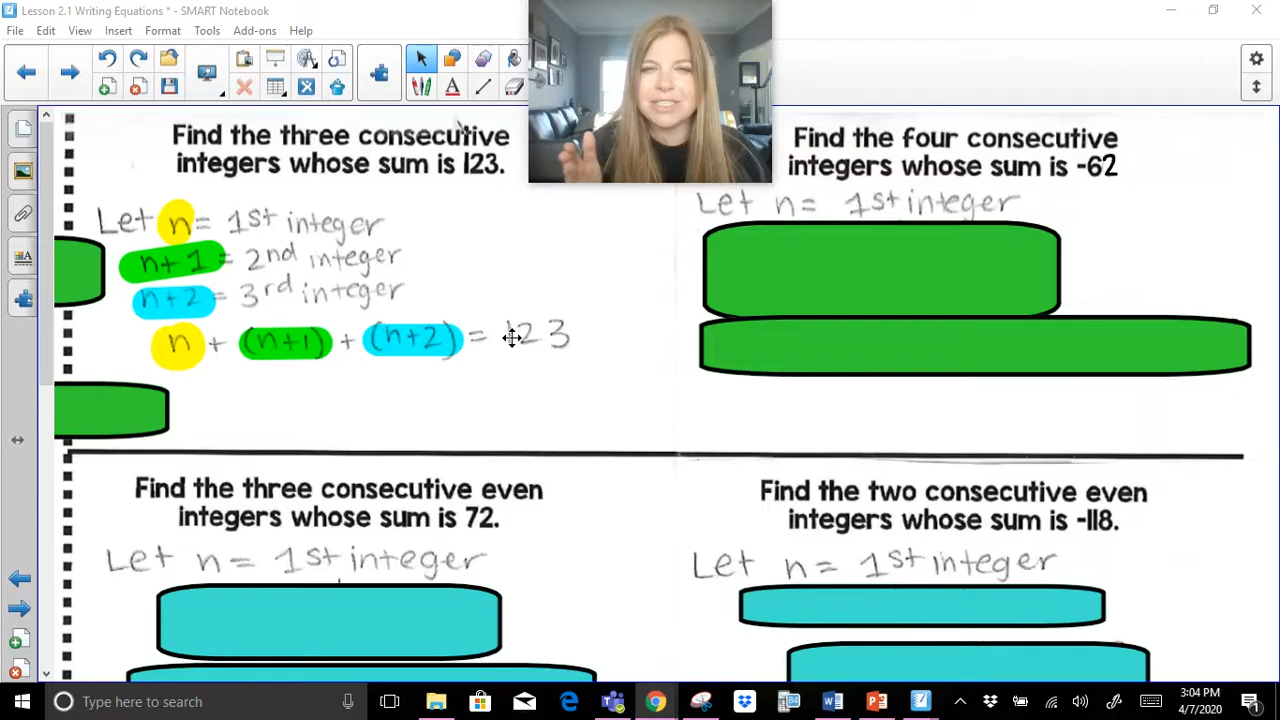 Lesson 2.1 Writing Equations * - SMART Notebook
File Edit View Insert Format Tools Add-ons Help
Find the three consecutive
integers whose sum is 123.
Let n = 1st integer
n+1 = 2nd integer
n+2 = 3rd integer
n + (n+1) + (n+2) = 123
Find the four consecutive
integers whose sum is -62
Let n = 1st integer
Find the three consecutive even
integers whose sum is 72.
Let n = 1st integer
Find the two consecutive even
integers whose sum is -118.
Let n = 1st integer
Type here to search
3:04 PM
4/7/2020